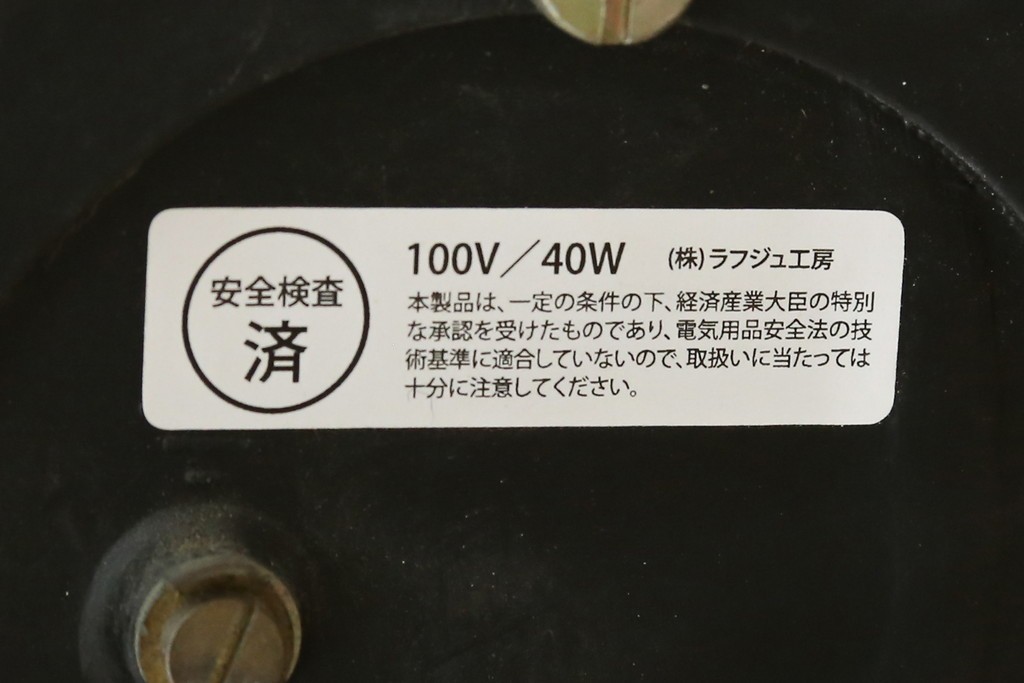 安全検査
済
100V/40W (株)ラフジュ工房
本製品は、一定の条件の下、経済産業大臣の特別
な承認を受けたものであり、電気用品安全法の技
術基準に適合していないので、取扱いに当たっては
十分に注意してください。